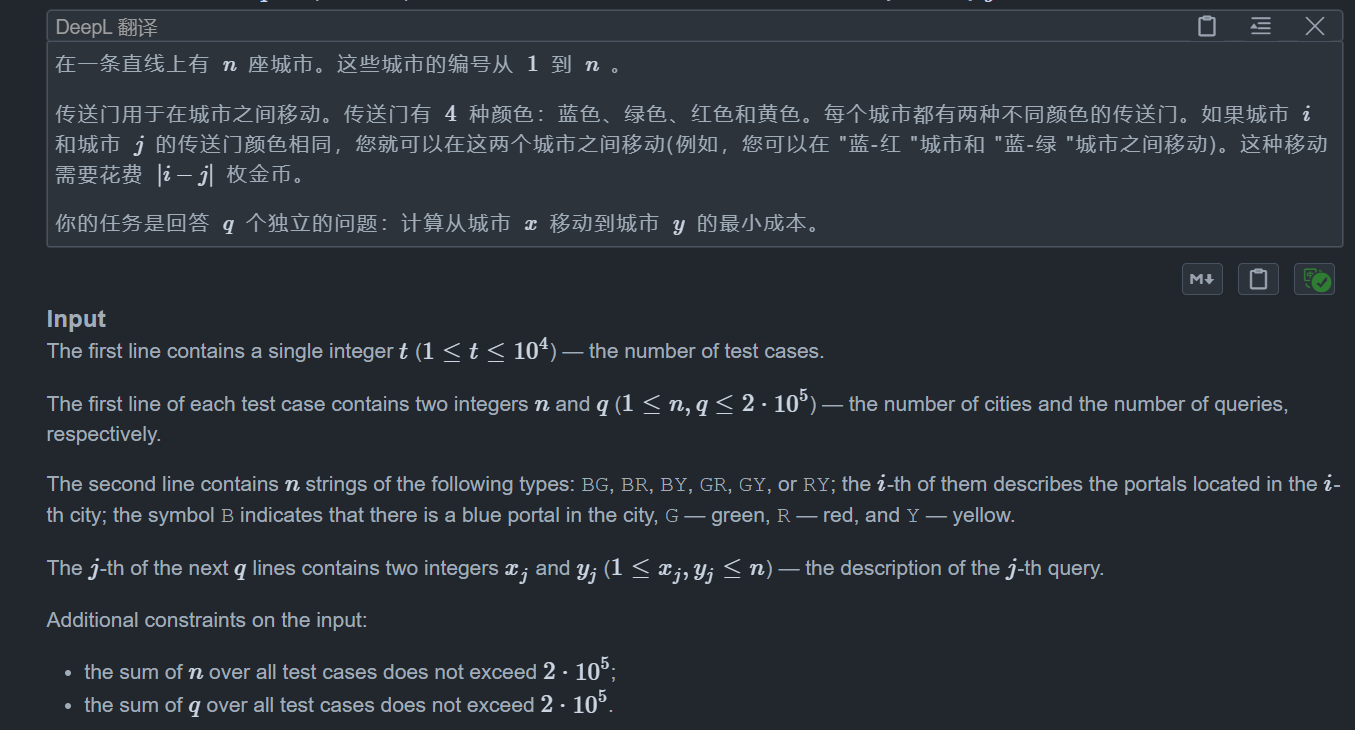 DeepL 翻译
在一条直线上有 n 座城市。这些城市的编号从 1 到 n 。
传送门用于在城市之间移动。传送门有 4 种颜色：蓝色、绿色、红色和黄色。每个城市都有两种不同颜色的传送门。如果城市 i
和城市 j 的传送门颜色相同，您就可以在这两个城市之间移动(例如，您可以在 "蓝-红 "城市和 "蓝-绿 "城市之间移动)。这种移动
需要花费 |i − j| 枚金币。
你的任务是回答 q 个独立的问题：计算从城市 x 移动到城市 y 的最小成本。
M↓
Input
The first line contains a single integer t (1 ≤ t ≤ 10^4) — the number of test cases.
The first line of each test case contains two integers n and q (1 ≤ n, q ≤ 2 · 10^5) — the number of cities and the number of queries,
respectively.
The second line contains n strings of the following types: BG, BR, BY, GR, GY, or RY; the i-th of them describes the portals located in the i-
th city; the symbol B indicates that there is a blue portal in the city, G — green, R — red, and Y — yellow.
The j-th of the next q lines contains two integers x_j and y_j (1 ≤ x_j, y_j ≤ n) — the description of the j-th query.
Additional constraints on the input:
• the sum of n over all test cases does not exceed 2 · 10^5;
• the sum of q over all test cases does not exceed 2 · 10^5.